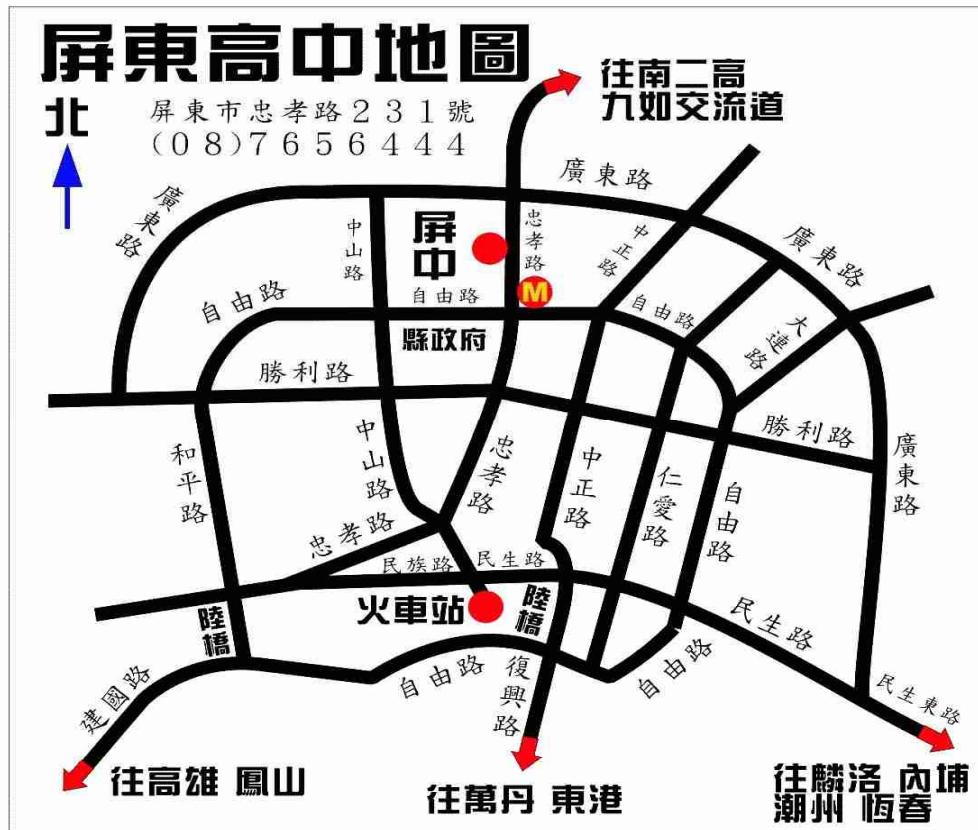 屏東高中地圖
北
屏東市忠孝路231號
(08)7656444
往南二高
九如交流道
廣東路
廣東路
中山路
屏中
忠孝路
中正路
廣東路
自由路
自由路
M
自由路
大連路
縣政府
勝利路
勝利路
和平路
中山路
忠孝路
中正路
仁愛路
自由路
廣東路
忠孝路
民族路
民生路
陸橋
火車站
陸橋
民生路
建國路
自由路
復興路
自由路
民生東路
往高雄 鳳山
往萬丹 東港
往麟洛 內埔
潮州 恆春